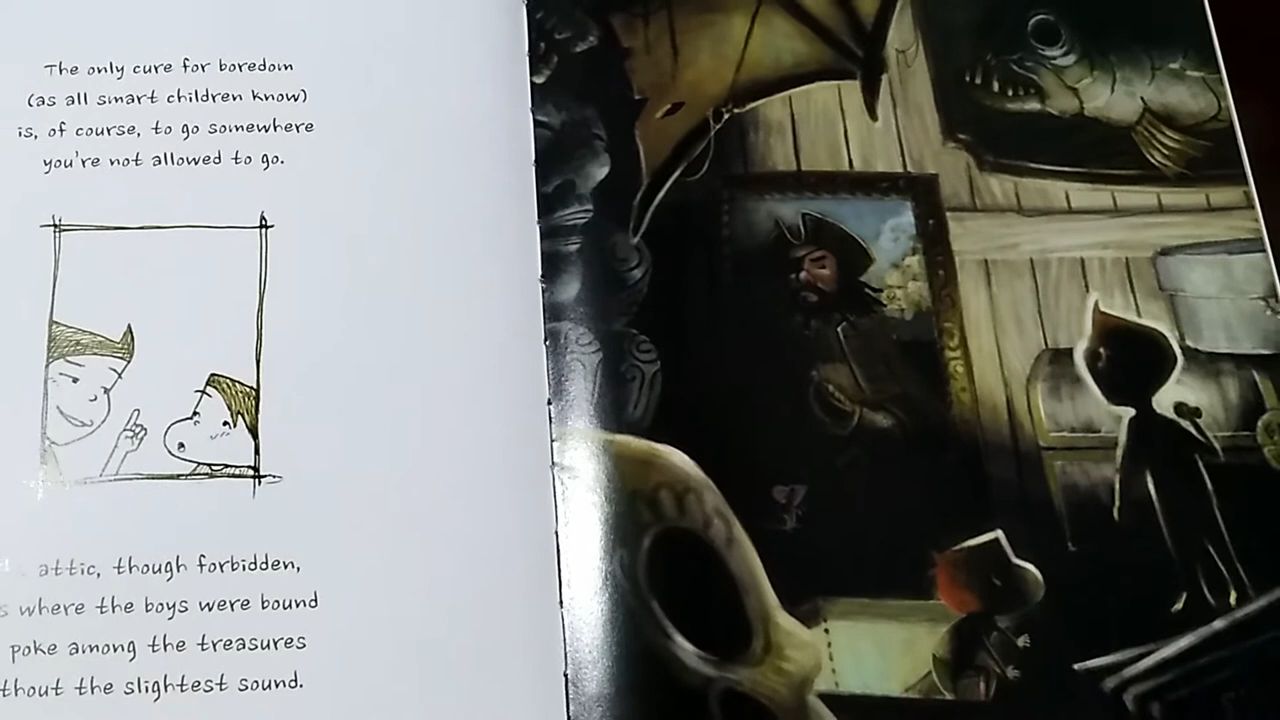 The only cure for boredom
(as all smart children know)
is, of course, to go somewhere
you're not allowed to go.
attic, though forbidden,
where the boys were bound
poke among the treasures
the slightest sound.